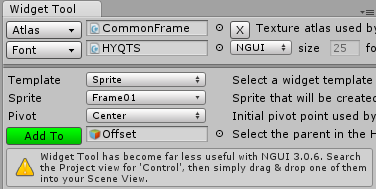 Widget Tool
Atlas CommonFrame X Texture atlas used by
Font HYQTS NGUI size 25 fo
Template Sprite Select a widget template
Sprite Frame01 Sprite that will be created
Pivot Center Initial pivot point used by
Add To Offset Select the parent in the H
Widget Tool has become far less useful with NGUI 3.0.6. Search
the Project view for 'Control', then simply drag & drop one of them
into your Scene View.